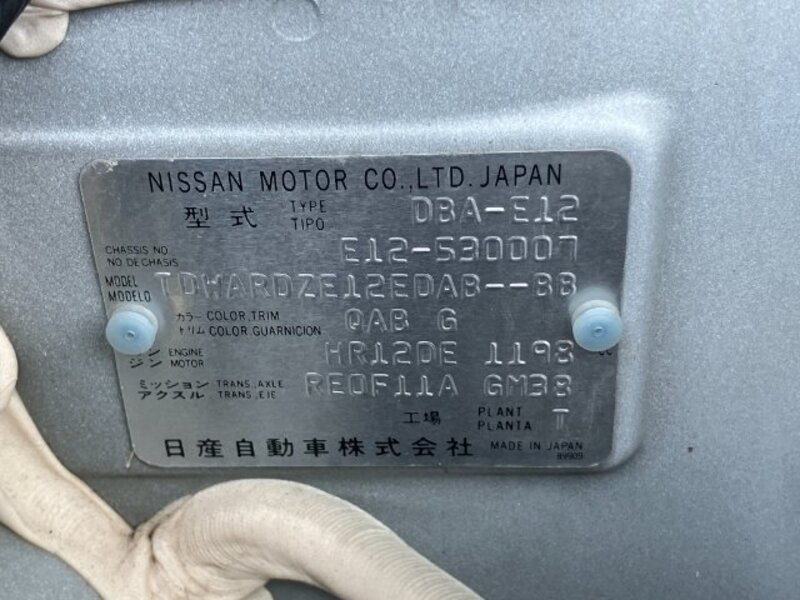 NISSAN MOTOR CO.,LTD. JAPAN
型式 TYPE TIPO DBA-E12
CHASSIS NO NO DE CHASIS E12-530007
MODEL MODELO TDWARDZE12EDAB--BB
カラー COLOR,TRIM トリム COLOR,GUARNICION QAB G
ン ENGINE ジン MOTOR HR12DE 1198 cc
ミッション TRANS.,AXLE アクスル TRANS.,EJE RE0F11A GM38
工場 PLANT PLANTA T
日産自動車株式会社 MADE IN JAPAN